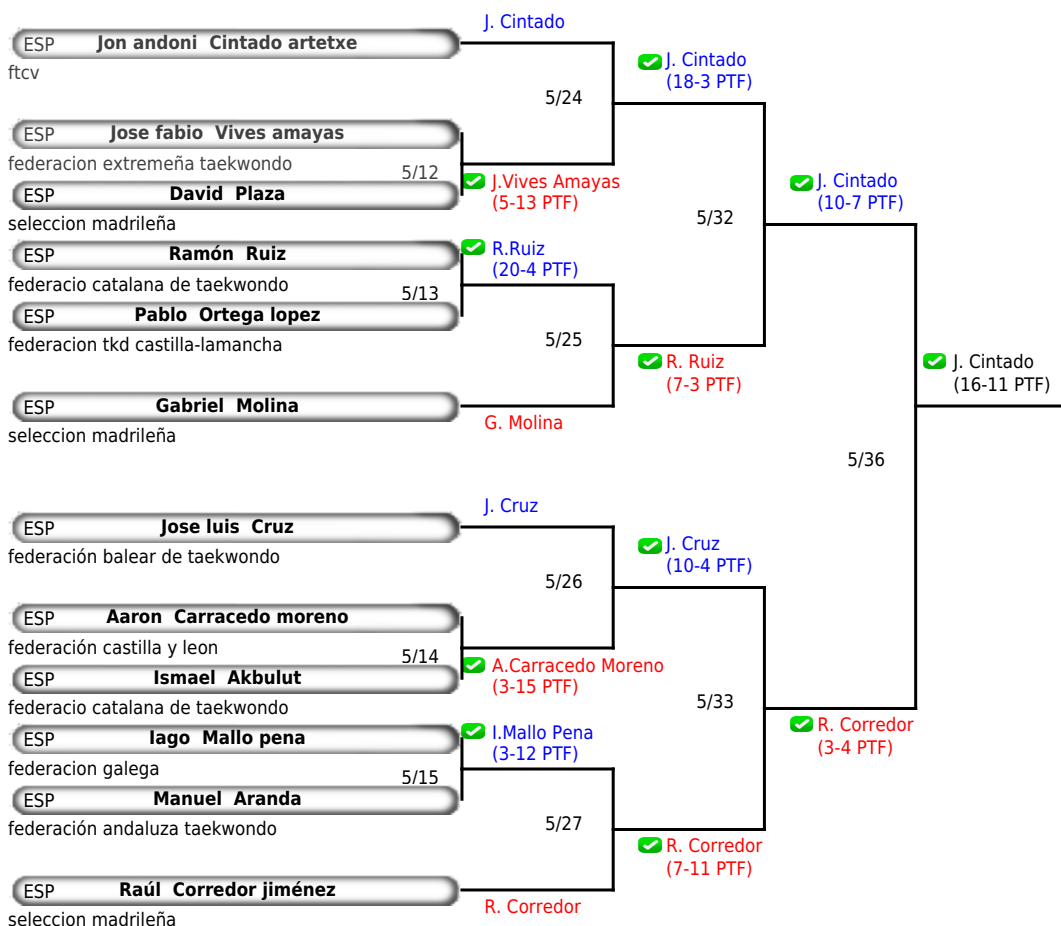 J. Cintado
ESP Jon andoni Cintado artetxe
ftcv
J. Cintado
(18-3 PTF)
5/24
ESP Jose fabio Vives amayas
federacion extremeña taekwondo
5/12
J.Vives Amayas
(5-13 PTF)
ESP David Plaza
seleccion madrileña
J. Cintado
(10-7 PTF)
5/32
ESP Ramón Ruiz
federacio catalana de taekwondo
R.Ruiz
(20-4 PTF)
5/13
ESP Pablo Ortega lopez
federacion tkd castilla-lamancha
5/25
R. Ruiz
(7-3 PTF)
J. Cintado
(16-11 PTF)
ESP Gabriel Molina
seleccion madrileña
G. Molina
5/36
J. Cruz
ESP Jose luis Cruz
federación balear de taekwondo
J. Cruz
(10-4 PTF)
5/26
ESP Aaron Carracedo moreno
federación castilla y leon
5/14
A.Carracedo Moreno
(3-15 PTF)
ESP Ismael Akbulut
federacio catalana de taekwondo
5/33
R. Corredor
(3-4 PTF)
ESP Iago Mallo pena
federacion galega
I.Mallo Pena
(3-12 PTF)
5/15
ESP Manuel Aranda
federación andaluza taekwondo
5/27
R. Corredor
(7-11 PTF)
ESP Raúl Corredor jiménez
seleccion madrileña
R. Corredor